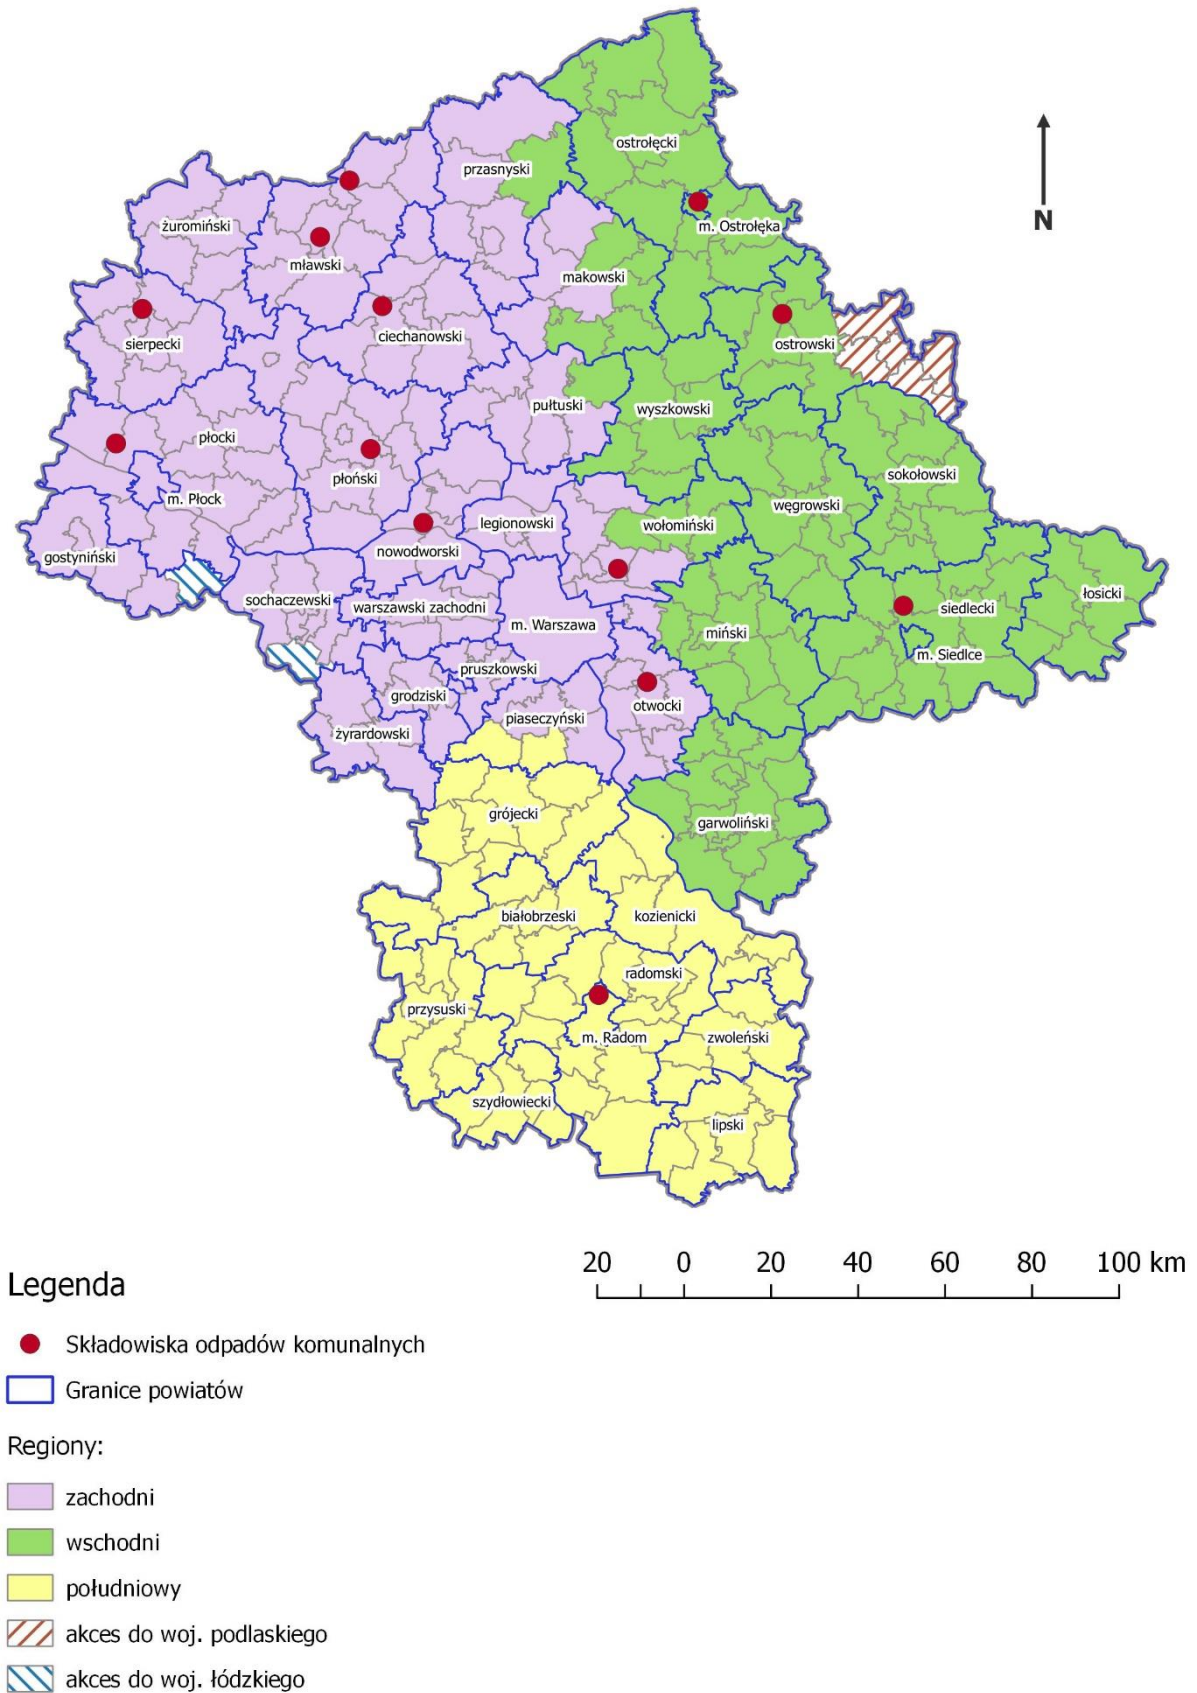 ostrołęcki
przasnyski
N
m. Ostrołęka
żuromiński
mławski
makowski
ciechanowski
sierpecki
ostrowski
pułtuski
wyszkowski
płocki
sokołowski
płoński
m. Płock
węgrowski
legionowski
wołomiński
nowodworski
gostyniński
sochaczewski
warszawski zachodni
siedlecki
łosicki
m. Warszawa
miński
m. Siedlce
pruszkowski
grodziski
otwocki
piaseczyński
żyrardowski
grójecki
garwoliński
białobrzeski
kozienicki
radomski
przysuski
m. Radom
zwoleński
szydłowiecki
lipski
20 0 20 40 60 80 100 km
Legenda
Składowiska odpadów komunalnych
Granice powiatów
Regiony:
zachodni
wschodni
południowy
akces do woj. podlaskiego
akces do woj. łódzkiego